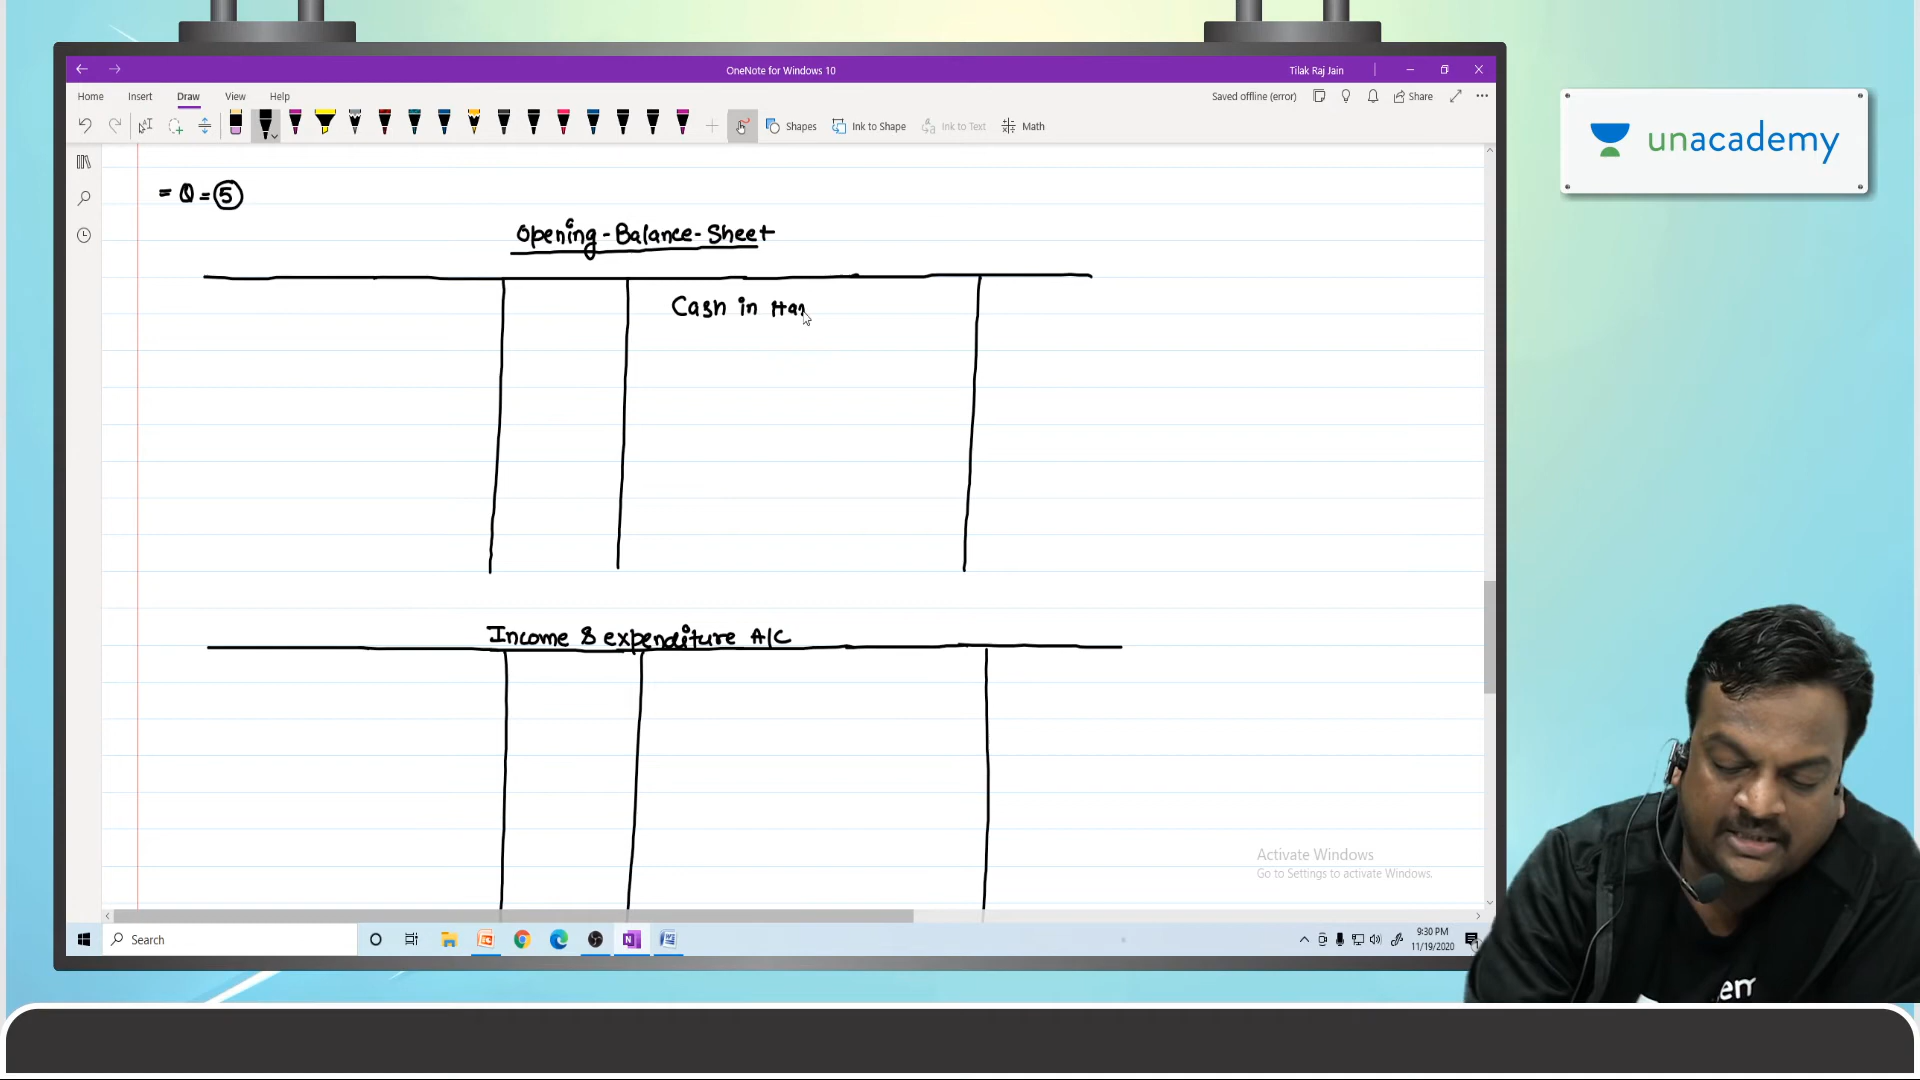 OneNote for Windows 10
Tilak Raj Jain
Home Insert Draw View Help
Saved offline (error) Share
Shapes Ink to Shape Ink to Text Math
unacademy
= Q = 5
Opening - Balance - Sheet
Cash in Han
Income & expenditure A/C
Activate Windows
Go to Settings to activate Windows.
Search
9:30 PM
11/19/2020
em